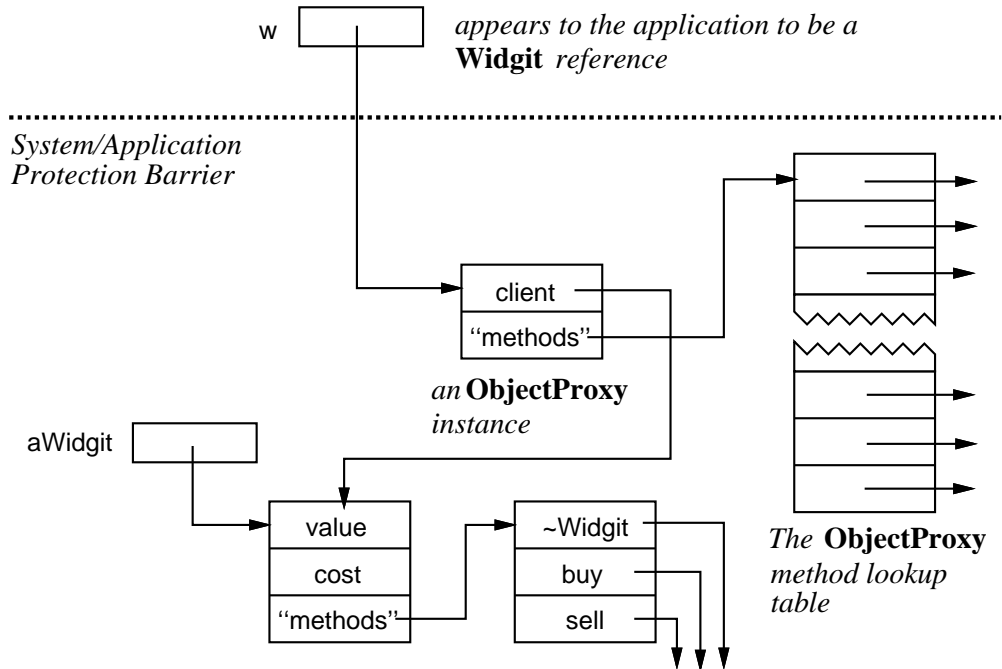 w
appears to the application to be a
Widgit reference
System/Application
Protection Barrier
client
‘‘methods’’
an ObjectProxy
instance
aWidgit
value
cost
‘‘methods’’
~Widgit
buy
sell
The ObjectProxy
method lookup
table